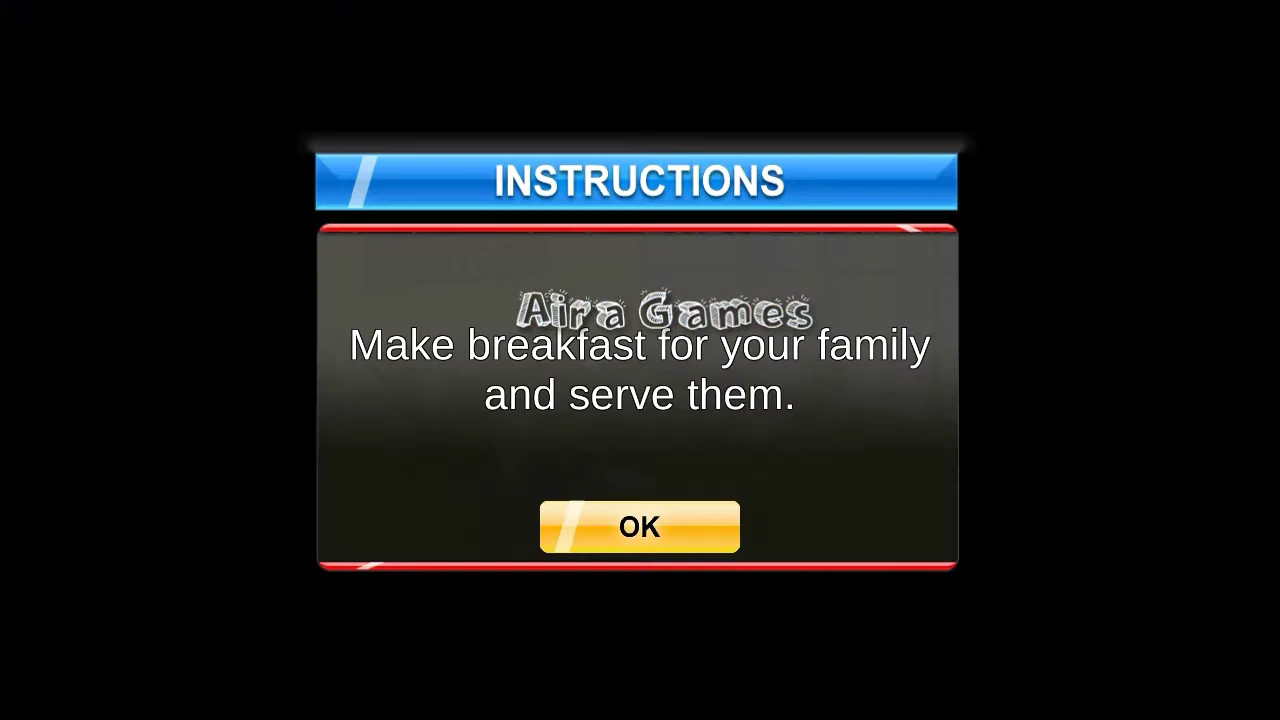 INSTRUCTIONS
Aira Games
Make breakfast for your family
and serve them.
OK